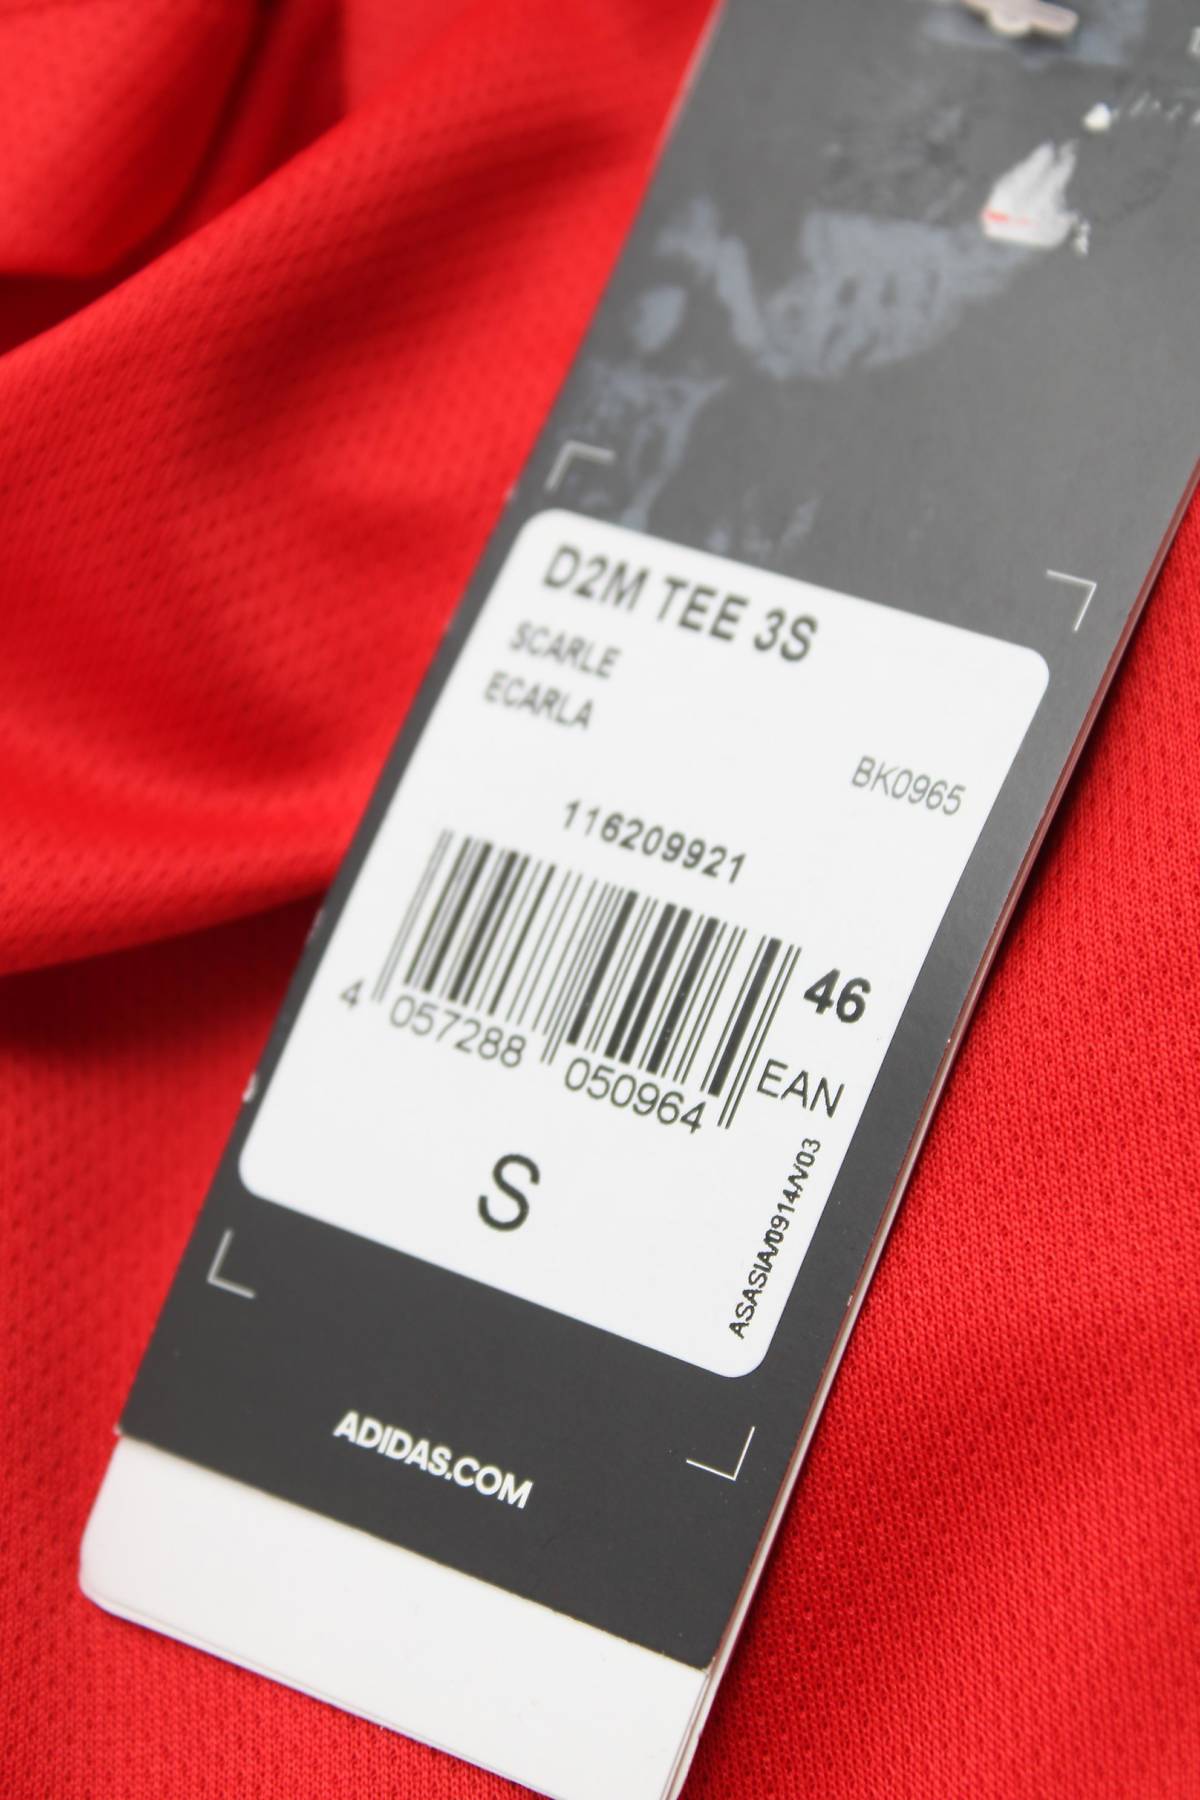 D2M TEE 3S
SCARLE
ECARLA
BK0965
116209921
46
4 057288 050964
EAN
S
ASASIA/0914/V03
ADIDAS.COM